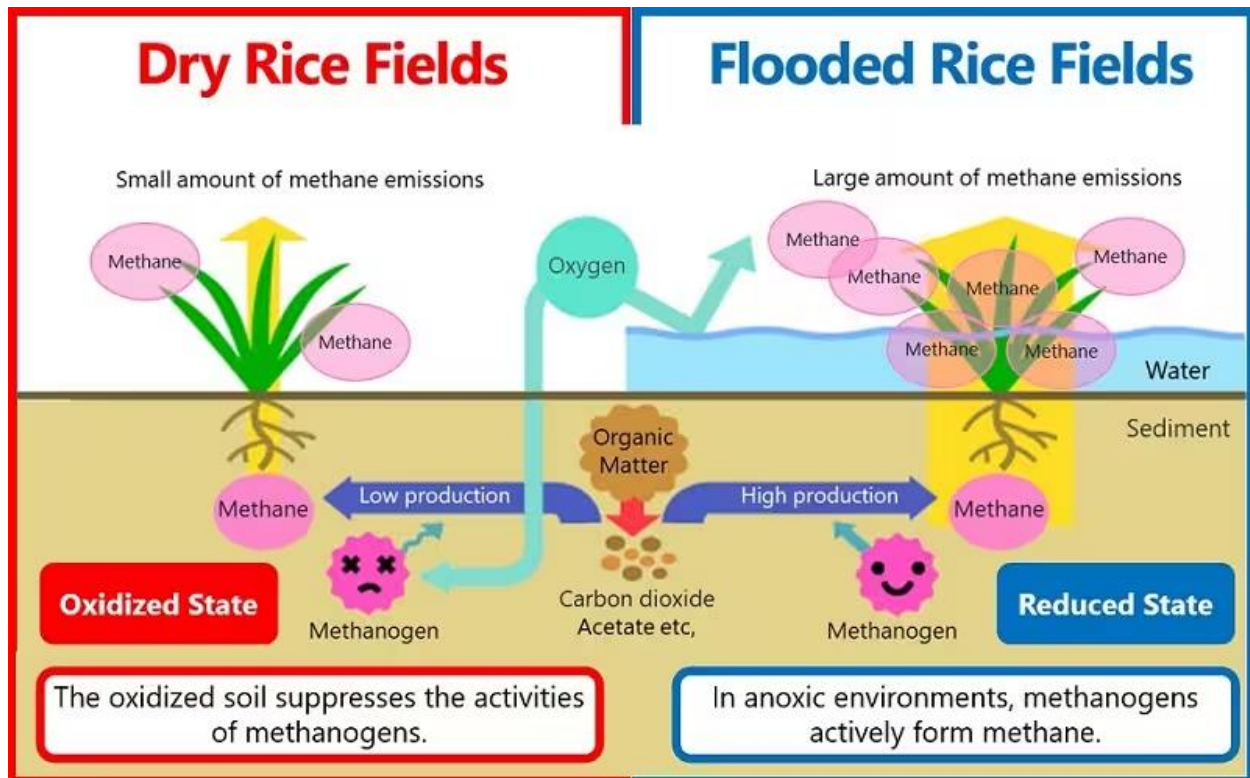 Dry Rice Fields
Flooded Rice Fields
Small amount of methane emissions
Large amount of methane emissions
Methane
Methane
Oxygen
Methane
Methane
Methane
Methane
Methane
Methane
Water
Sediment
Organic
Matter
Low production
High production
Methane
Methane
Carbon dioxide
Acetate etc,
Methanogen
Methanogen
Oxidized State
Reduced State
The oxidized soil suppresses the activities
of methanogens.
In anoxic environments, methanogens
actively form methane.